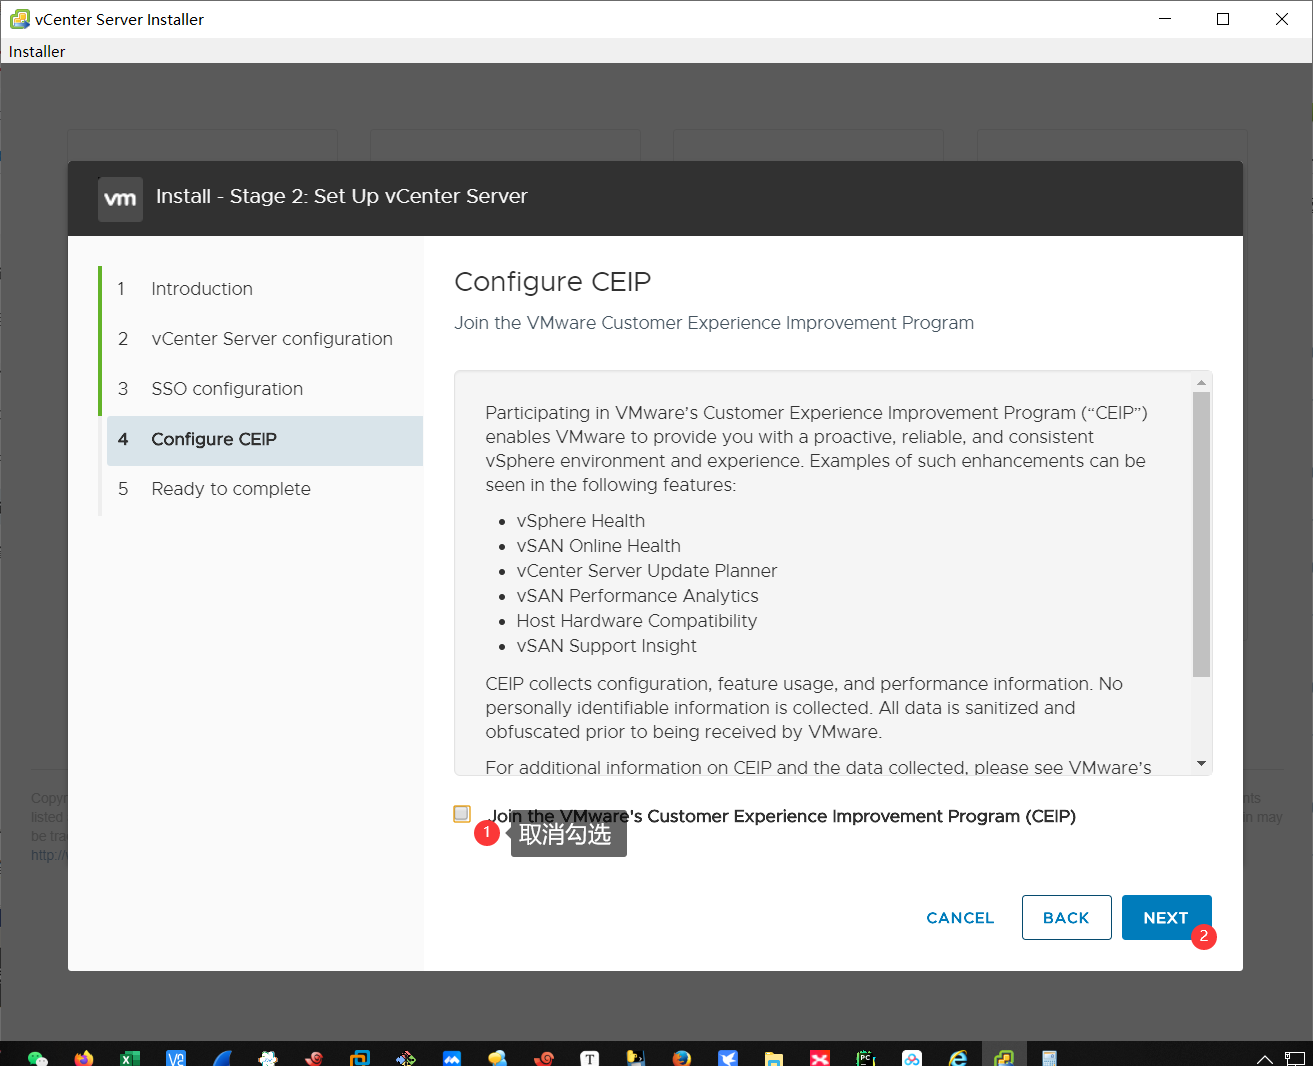 vCenter Server Installer
Installer
vm
Install - Stage 2: Set Up vCenter Server
1 Introduction
2 vCenter Server configuration
3 SSO configuration
4 Configure CEIP
5 Ready to complete
Configure CEIP
Join the VMware Customer Experience Improvement Program
Participating in VMware’s Customer Experience Improvement Program (“CEIP”)
enables VMware to provide you with a proactive, reliable, and consistent
vSphere environment and experience. Examples of such enhancements can be
seen in the following features:
• vSphere Health
• vSAN Online Health
• vCenter Server Update Planner
• vSAN Performance Analytics
• Host Hardware Compatibility
• vSAN Support Insight
CEIP collects configuration, feature usage, and performance information. No
personally identifiable information is collected. All data is sanitized and
obfuscated prior to being received by VMware.
For additional information on CEIP and the data collected, please see VMware’s
Join the VMware's Customer Experience Improvement Program (CEIP)
1 取消勾选
CANCEL BACK NEXT
2
listed
in may
be tra
http://